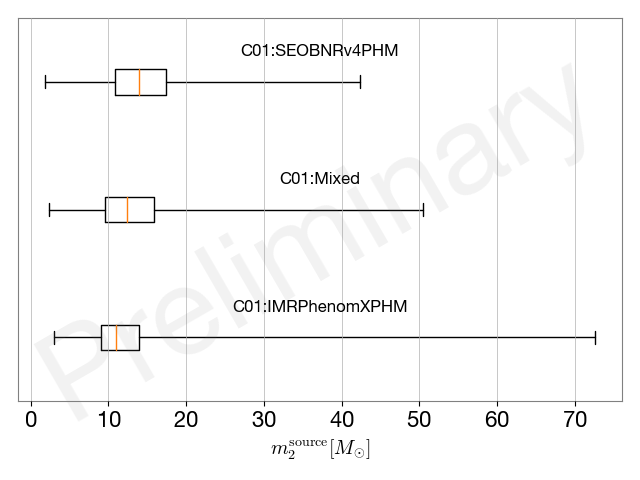 C01:SEOBNRv4PHM
C01:Mixed
C01:IMRPhenomXPHM
Preliminary
0 10 20 30 40 50 60 70
m₂^source [M⊙]